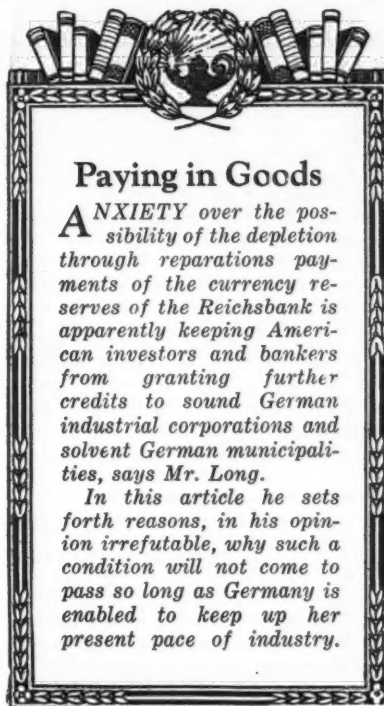 Paying in Goods
ANXIETY over the pos-
sibility of the depletion
through reparations pay-
ments of the currency re-
serves of the Reichsbank is
apparently keeping Ameri-
can investors and bankers
from granting further
credits to sound German
industrial corporations and
solvent German municipali-
ties, says Mr. Long.
In this article he sets
forth reasons, in his opin-
ion irrefutable, why such a
condition will not come to
pass so long as Germany is
enabled to keep up her
present pace of industry.